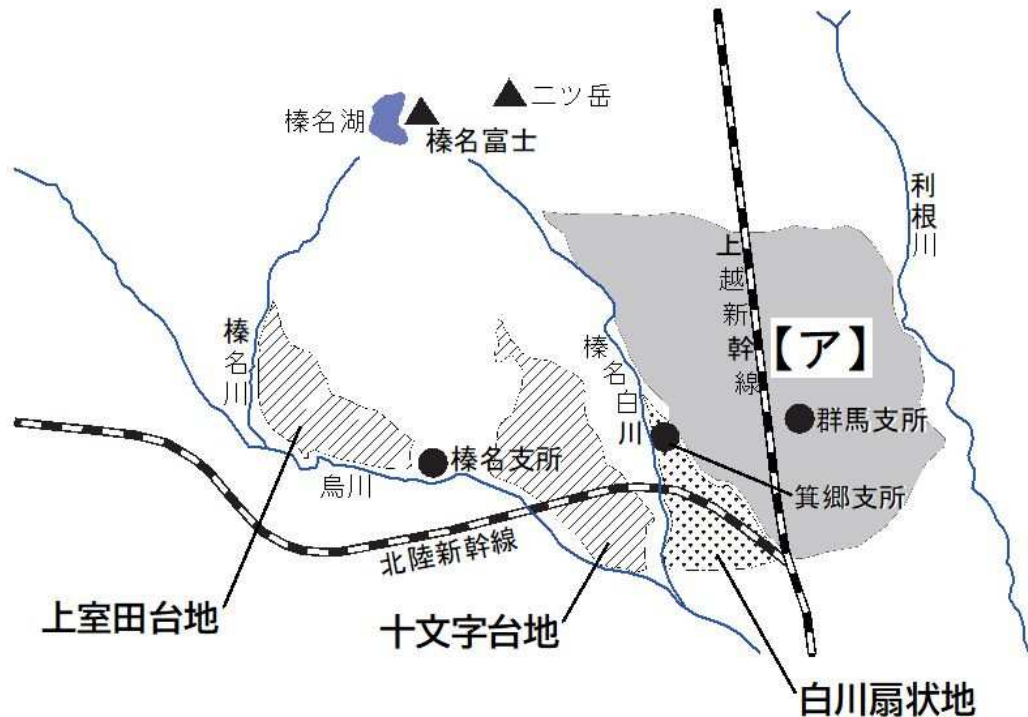 榛名湖
榛名富士
二ツ岳
利根川
上越新幹線
【ア】
榛名川
榛名白川
群馬支所
榛名支所
箕郷支所
烏川
北陸新幹線
上室田台地
十文字台地
白川扇状地